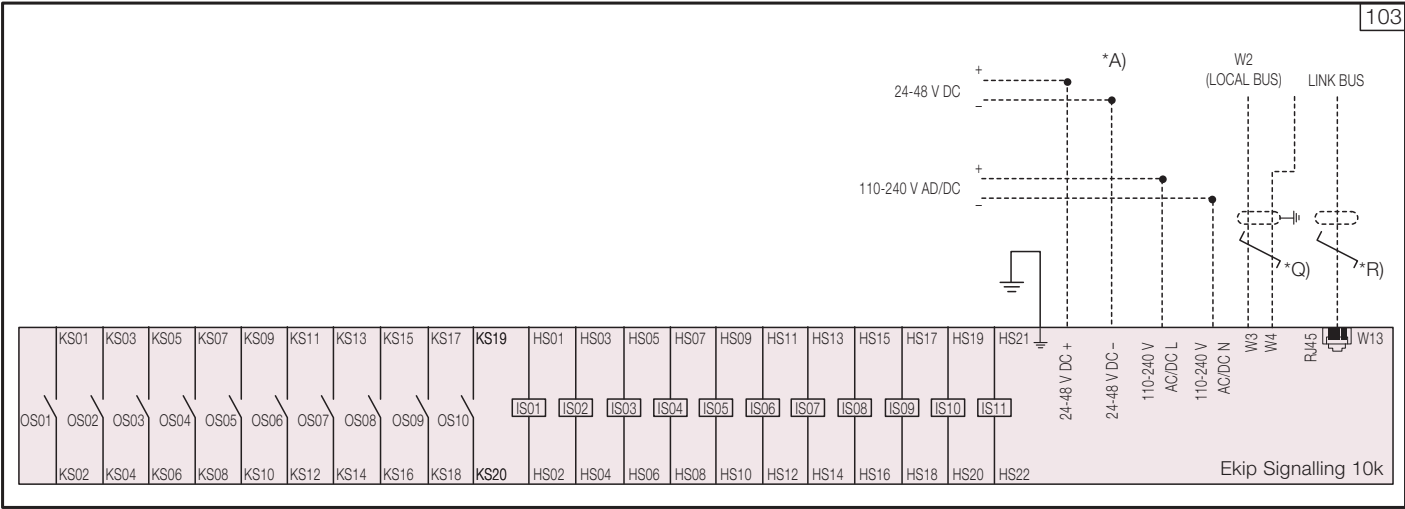 103
*A)
W2
(LOCAL BUS) LINK BUS
+
24-48 V DC
–
+
110-240 V AD/DC
–
*Q) *R)
KS01 KS03 KS05 KS07 KS09 KS11 KS13 KS15 KS17 KS19 HS01 HS03 HS05 HS07 HS09 HS11 HS13 HS15 HS17 HS19 HS21
24-48 V DC +
24-48 V DC –
110-240 V
AC/DC L
110-240 V
AC/DC N
W3
W4
RJ45
W13
OS01 OS02 OS03 OS04 OS05 OS06 OS07 OS08 OS09 OS10 IS01 IS02 IS03 IS04 IS05 IS06 IS07 IS08 IS09 IS10 IS11
KS02 KS04 KS06 KS08 KS10 KS12 KS14 KS16 KS18 KS20 HS02 HS04 HS06 HS08 HS10 HS12 HS14 HS16 HS18 HS20 HS22
Ekip Signalling 10k